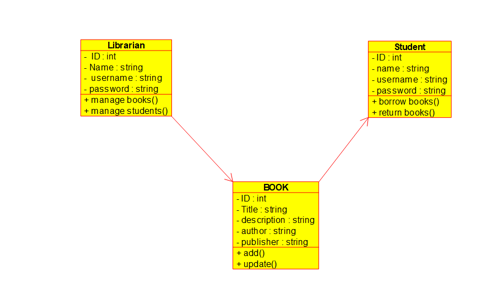 Librarian
- ID : int
- Name : string
- username : string
- password : string
+ manage books()
+ manage students()
Student
- ID : int
- name : string
- username : string
- password : string
+ borrow books()
+ return books()
BOOK
- ID : int
- Title : string
- description : string
- author : string
- publisher : string
+ add()
+ update()